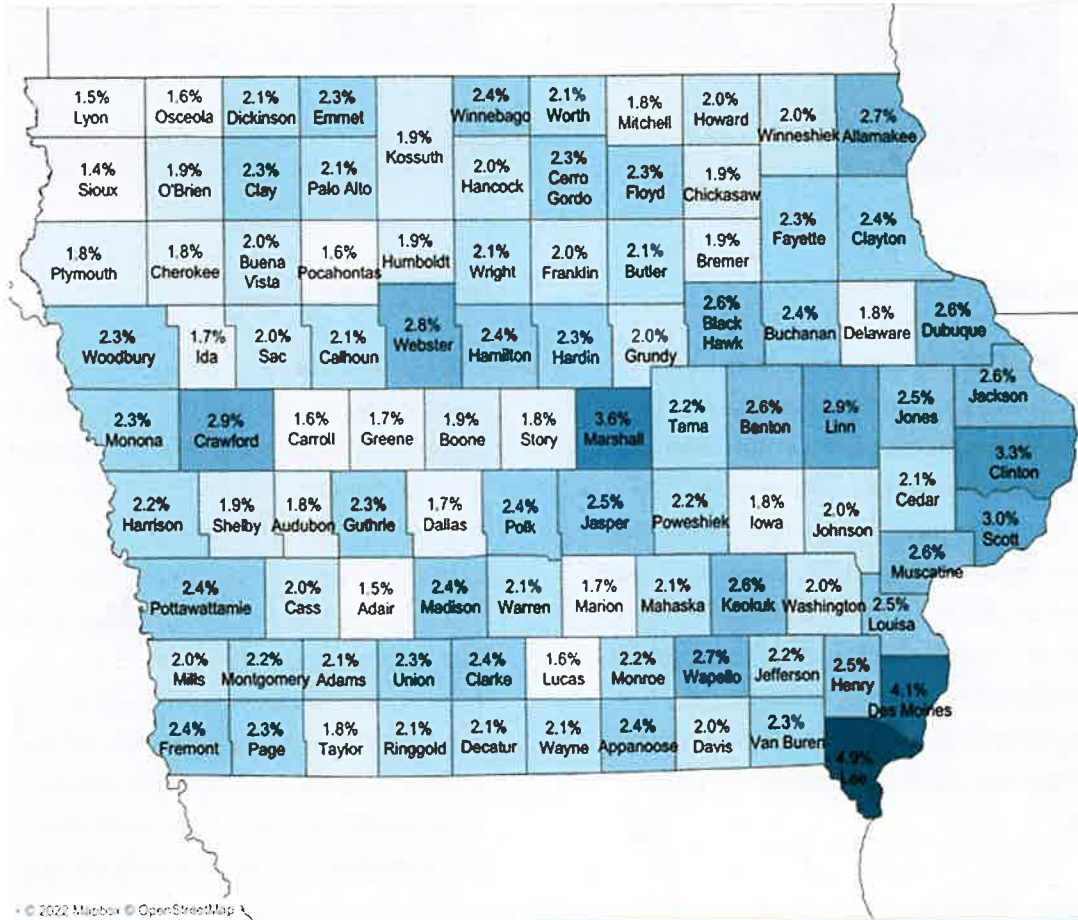 1.5%
Lyon
1.6%
Osceola
2.1%
Dickinson
2.3%
Emmet
1.9%
Kossuth
2.4%
Winnebago
2.1%
Worth
1.8%
Mitchell
2.0%
Howard
2.0%
Winneshiek
2.7%
Allamakee
1.4%
Sioux
1.9%
O'Brien
2.3%
Clay
2.1%
Palo Alto
2.0%
Hancock
2.3%
Cerro
Gordo
2.3%
Floyd
1.9%
Chickasaw
2.3%
Fayette
2.4%
Clayton
1.8%
Plymouth
1.8%
Cherokee
2.0%
Buena
Vista
1.6%
Pocahontas
1.9%
Humboldt
2.1%
Wright
2.0%
Franklin
2.1%
Butler
1.9%
Bremer
2.3%
Woodbury
1.7%
Ida
2.0%
Sac
2.1%
Calhoun
2.8%
Webster
2.4%
Hamilton
2.3%
Hardin
2.0%
Grundy
2.6%
Black
Hawk
2.4%
Buchanan
1.8%
Delaware
2.6%
Dubuque
2.3%
Monona
2.9%
Crawford
1.6%
Carroll
1.7%
Greene
1.9%
Boone
1.8%
Story
3.6%
Marshall
2.2%
Tama
2.6%
Benton
2.9%
Linn
2.5%
Jones
2.6%
Jackson
3.3%
Clinton
2.2%
Harrison
1.9%
Shelby
1.8%
Audubon
2.3%
Guthrie
1.7%
Dallas
2.4%
Polk
2.5%
Jasper
2.2%
Poweshiek
1.8%
Iowa
2.0%
Johnson
2.1%
Cedar
3.0%
Scott
2.6%
Muscatine
2.4%
Pottawattamie
2.0%
Cass
1.5%
Adair
2.4%
Madison
2.1%
Warren
1.7%
Marion
2.1%
Mahaska
2.6%
Keokuk
2.0%
Washington
2.5%
Louisa
2.0%
Mills
2.2%
Montgomery
2.1%
Adams
2.3%
Union
2.4%
Clarke
1.6%
Lucas
2.2%
Monroe
2.7%
Wapello
2.2%
Jefferson
2.5%
Henry
4.1%
Des Moines
2.4%
Fremont
2.3%
Page
1.8%
Taylor
2.1%
Ringgold
2.1%
Decatur
2.1%
Wayne
2.4%
Appanoose
2.0%
Davis
2.3%
Van Buren
4.9%
Lee
© 2022 Mapbox © OpenStreetMap